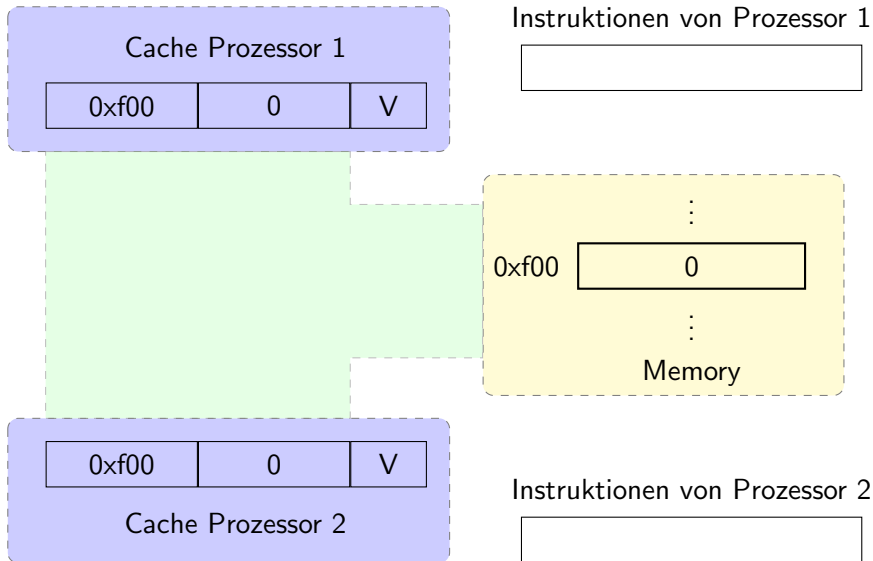 Instruktionen von Prozessor 1
Cache Prozessor 1
0xf00 0 V
⋮
0xf00 0
⋮
Memory
0xf00 0 V
Cache Prozessor 2
Instruktionen von Prozessor 2